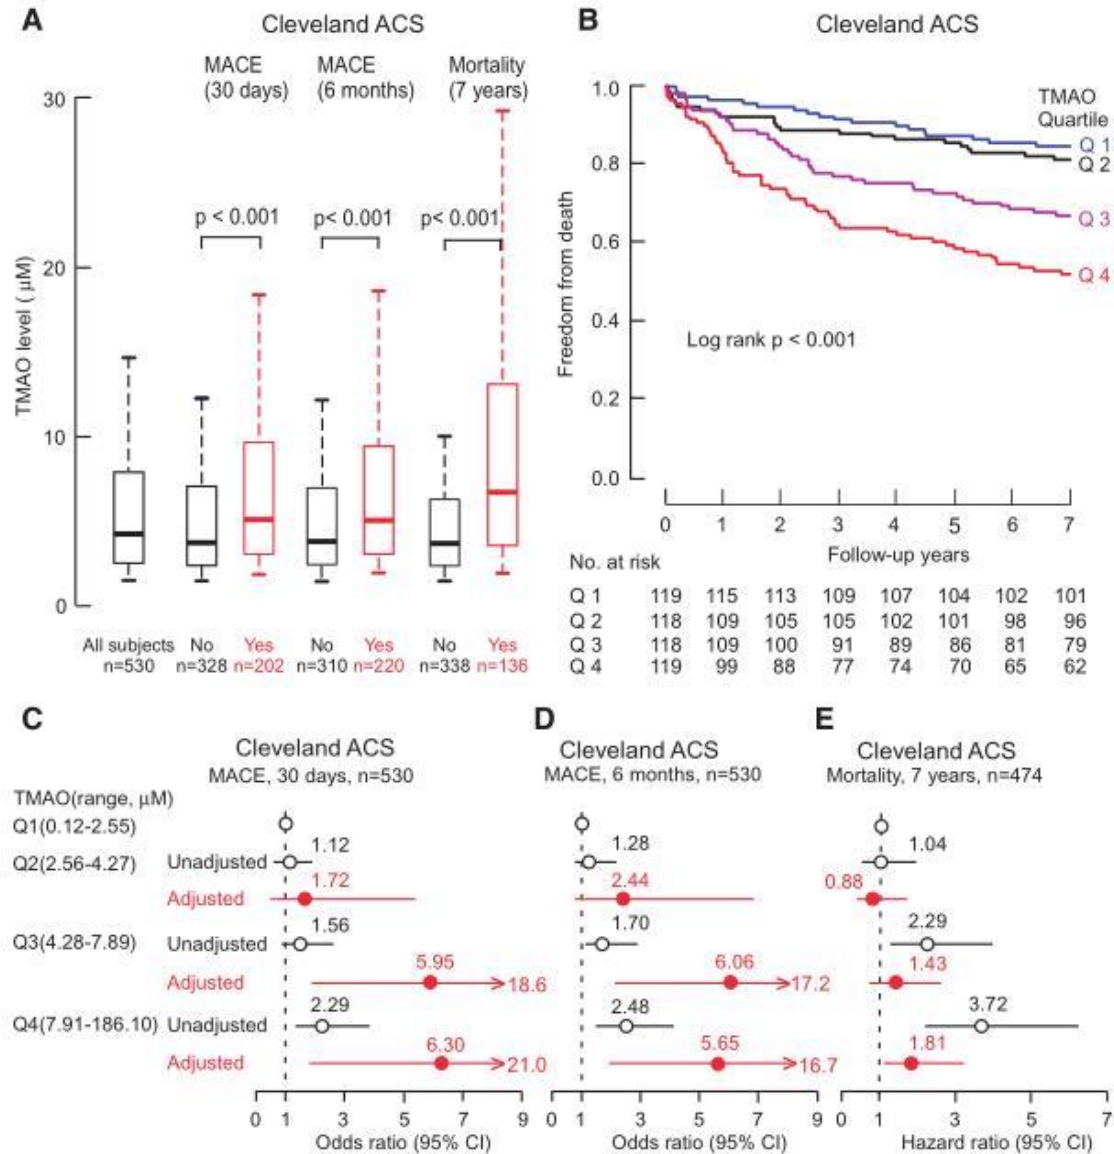 A
Cleveland ACS
MACE
(30 days)
MACE
(6 months)
Mortality
(7 years)
30
20
10
0
TMAO level ( μM)
p < 0.001
p < 0.001
p < 0.001
All subjects No Yes No Yes No Yes
n=530 n=328 n=202 n=310 n=220 n=338 n=136
B
Cleveland ACS
1.0
0.8
0.6
0.4
0.2
0.0
Freedom from death
TMAO
Quartile
Q 1
Q 2
Q 3
Q 4
Log rank p < 0.001
0 1 2 3 4 5 6 7
Follow-up years
No. at risk
Q 1 119 115 113 109 107 104 102 101
Q 2 118 109 105 105 102 101 98 96
Q 3 118 109 100 91 89 86 81 79
Q 4 119 99 88 77 74 70 65 62
C
Cleveland ACS
MACE, 30 days, n=530
TMAO(range, μM)
Q1(0.12-2.55)
Q2(2.56-4.27) Unadjusted 1.12
Adjusted 1.72
Q3(4.28-7.89) Unadjusted 1.56
Adjusted 5.95 18.6
Q4(7.91-186.10) Unadjusted 2.29
Adjusted 6.30 21.0
0 1 3 5 7 9
Odds ratio (95% CI)
D
Cleveland ACS
MACE, 6 months, n=530
1.28
2.44
1.70
6.06 17.2
2.48
5.65 16.7
0 1 3 5 7 9
Odds ratio (95% CI)
E
Cleveland ACS
Mortality, 7 years, n=474
1.04
0.88
2.29
1.43
3.72
1.81
0 1 3 5 7
Hazard ratio (95% CI)